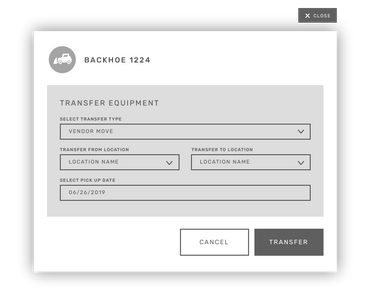 CLOSE
BACKHOE 1224
TRANSFER EQUIPMENT
SELECT TRANSFER TYPE
VENDOR MOVE
TRANSFER FROM LOCATION
TRANSFER TO LOCATION
LOCATION NAME
LOCATION NAME
SELECT PICK UP DATE
06/26/2019
CANCEL
TRANSFER